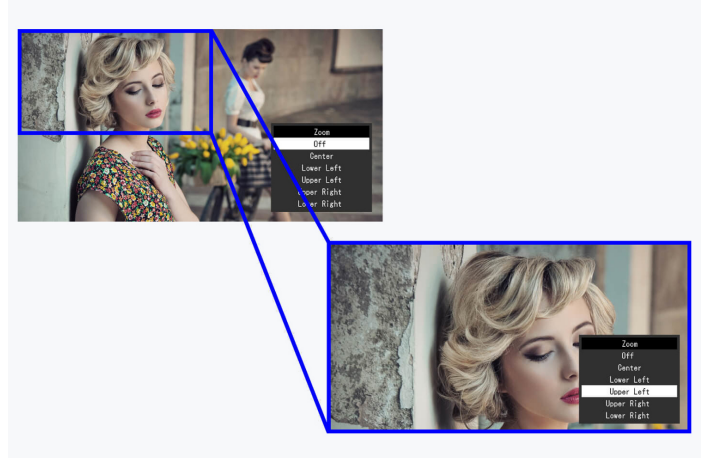 Zoom
Off
Center
Lower Left
Upper Left
Upper Right
Lower Right
Zoom
Off
Center
Lower Left
Upper Left
Upper Right
Lower Right